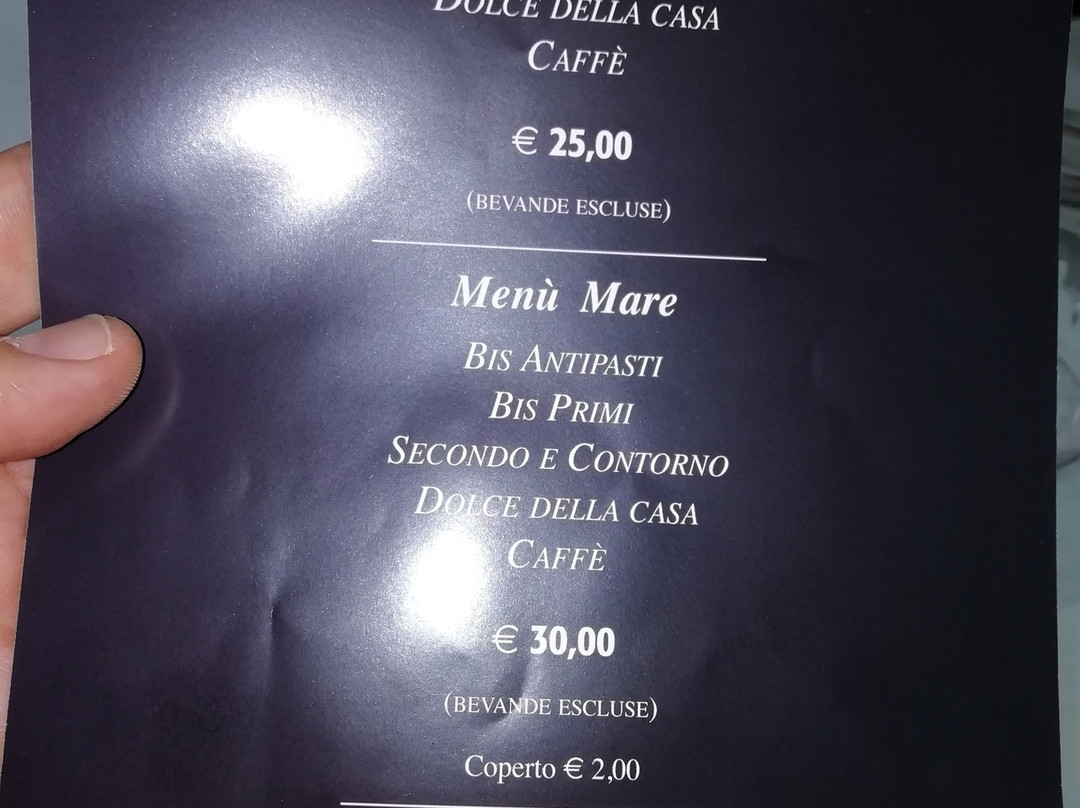 DOLCE DELLA CASA
CAFFÈ
€ 25,00
(BEVANDE ESCLUSE)
Menù Mare
BIS ANTIPASTI
BIS PRIMI
SECONDO E CONTORNO
DOLCE DELLA CASA
CAFFÈ
€ 30,00
(BEVANDE ESCLUSE)
Coperto € 2,00